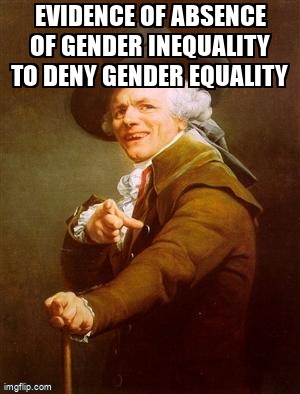 EVIDENCE OF ABSENCE
OF GENDER INEQUALITY
TO DENY GENDER EQUALITY
imgflip.com